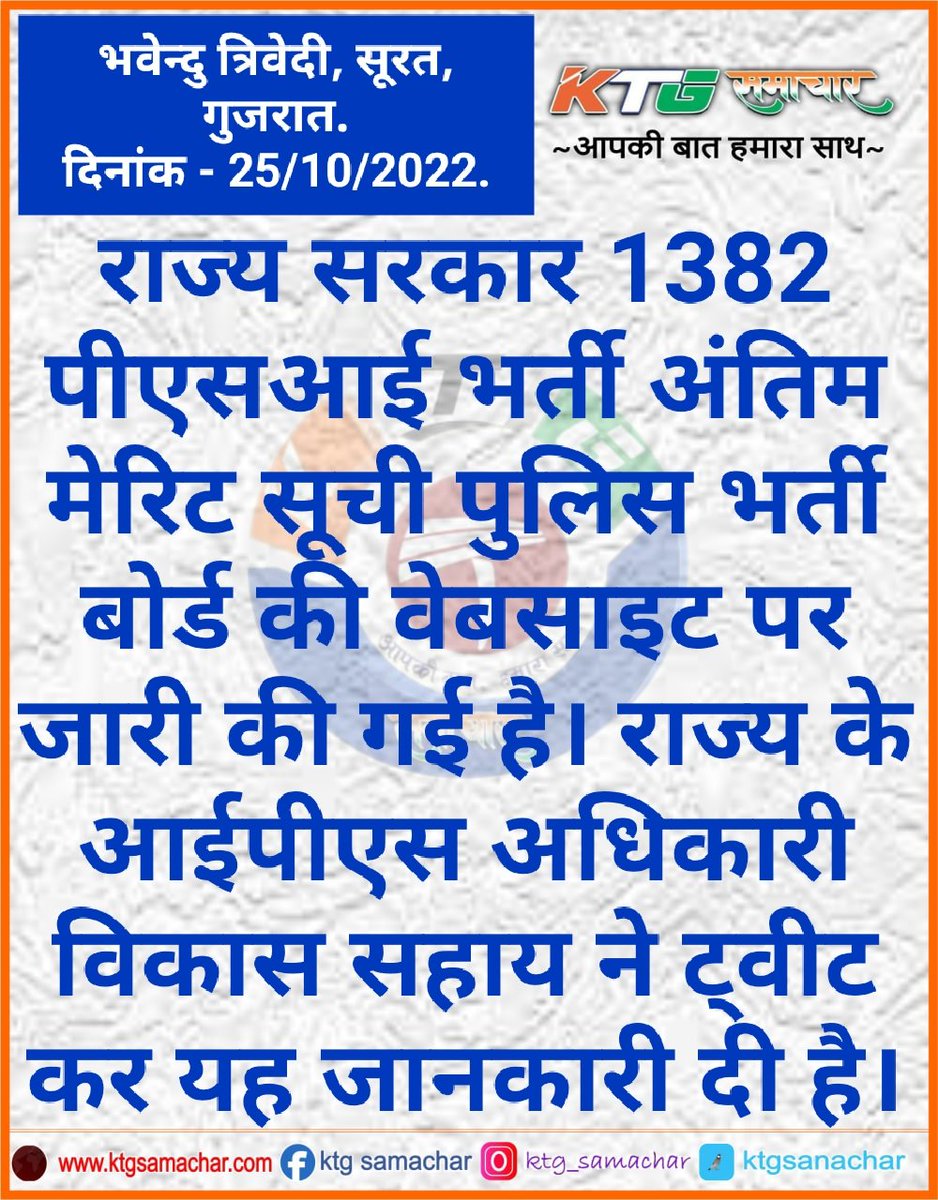 भवेन्दु त्रिवेदी, सूरत,
गुजरात.
दिनांक - 25/10/2022.
KTG समाचार
~आपकी बात हमारा साथ~
राज्य सरकार 1382
पीएसआई भर्ती अंतिम
मेरिट सूची पुलिस भर्ती
बोर्ड की वेबसाइट पर
जारी की गई है। राज्य के
आईपीएस अधिकारी
विकास सहाय ने ट्वीट
कर यह जानकारी दी है।
www.ktgsamachar.com ktg samachar ktg_samachar ktgsanachar